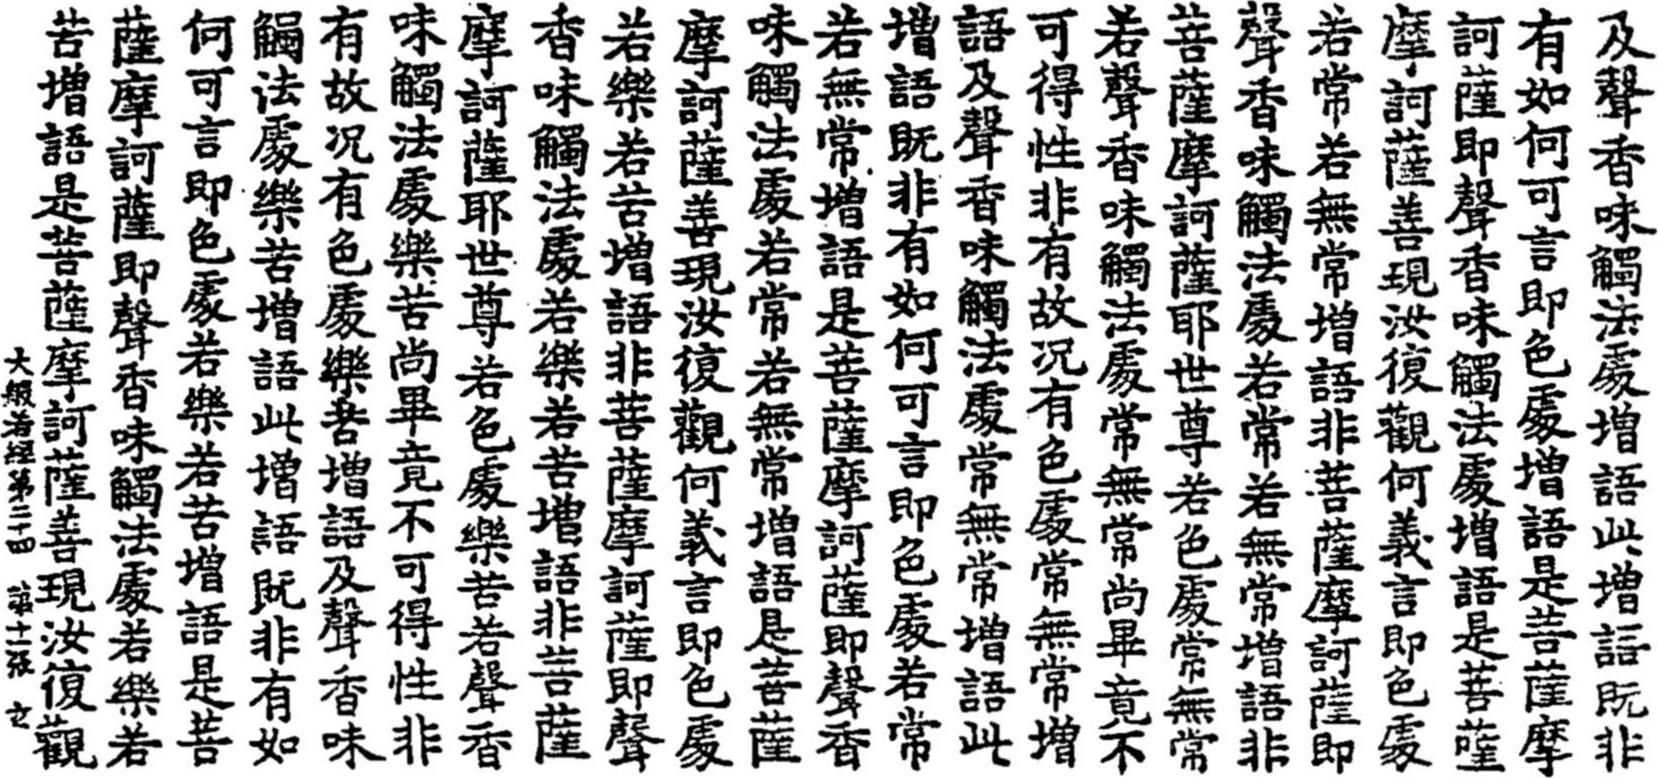 及聲香味觸法處增語此增語既非
有如何可言即色處增語是菩薩摩
訶薩即聲香味觸法處增語是菩薩
摩訶薩善現汝復觀何義言即色處
若常若無常增語非菩薩摩訶薩即
聲香味觸法處若常若無常增語非
菩薩摩訶薩耶世尊若色處常無常
若聲香味觸法處常無常尚畢竟不
可得性非有故况有色處常無常增
語及聲香味觸法處常無常增語此
增語既非有如何可言即色處若常
若無常增語是菩薩摩訶薩即聲香
味觸法處若常若無常增語是菩薩
摩訶薩善現汝復觀何義言即色處
若樂若苦增語非菩薩摩訶薩即聲
香味觸法處若樂若苦增語非菩薩
摩訶薩耶世尊若色處樂苦若聲香
味觸法處樂苦尚畢竟不可得性非
有故况有色處樂苦增語及聲香味
觸法處樂苦增語此增語既非有如
何可言即色處若樂若苦增語是菩
薩摩訶薩即聲香味觸法處若樂若
苦增語是菩薩摩訶薩善現汝復觀
大般若經第二十四 張